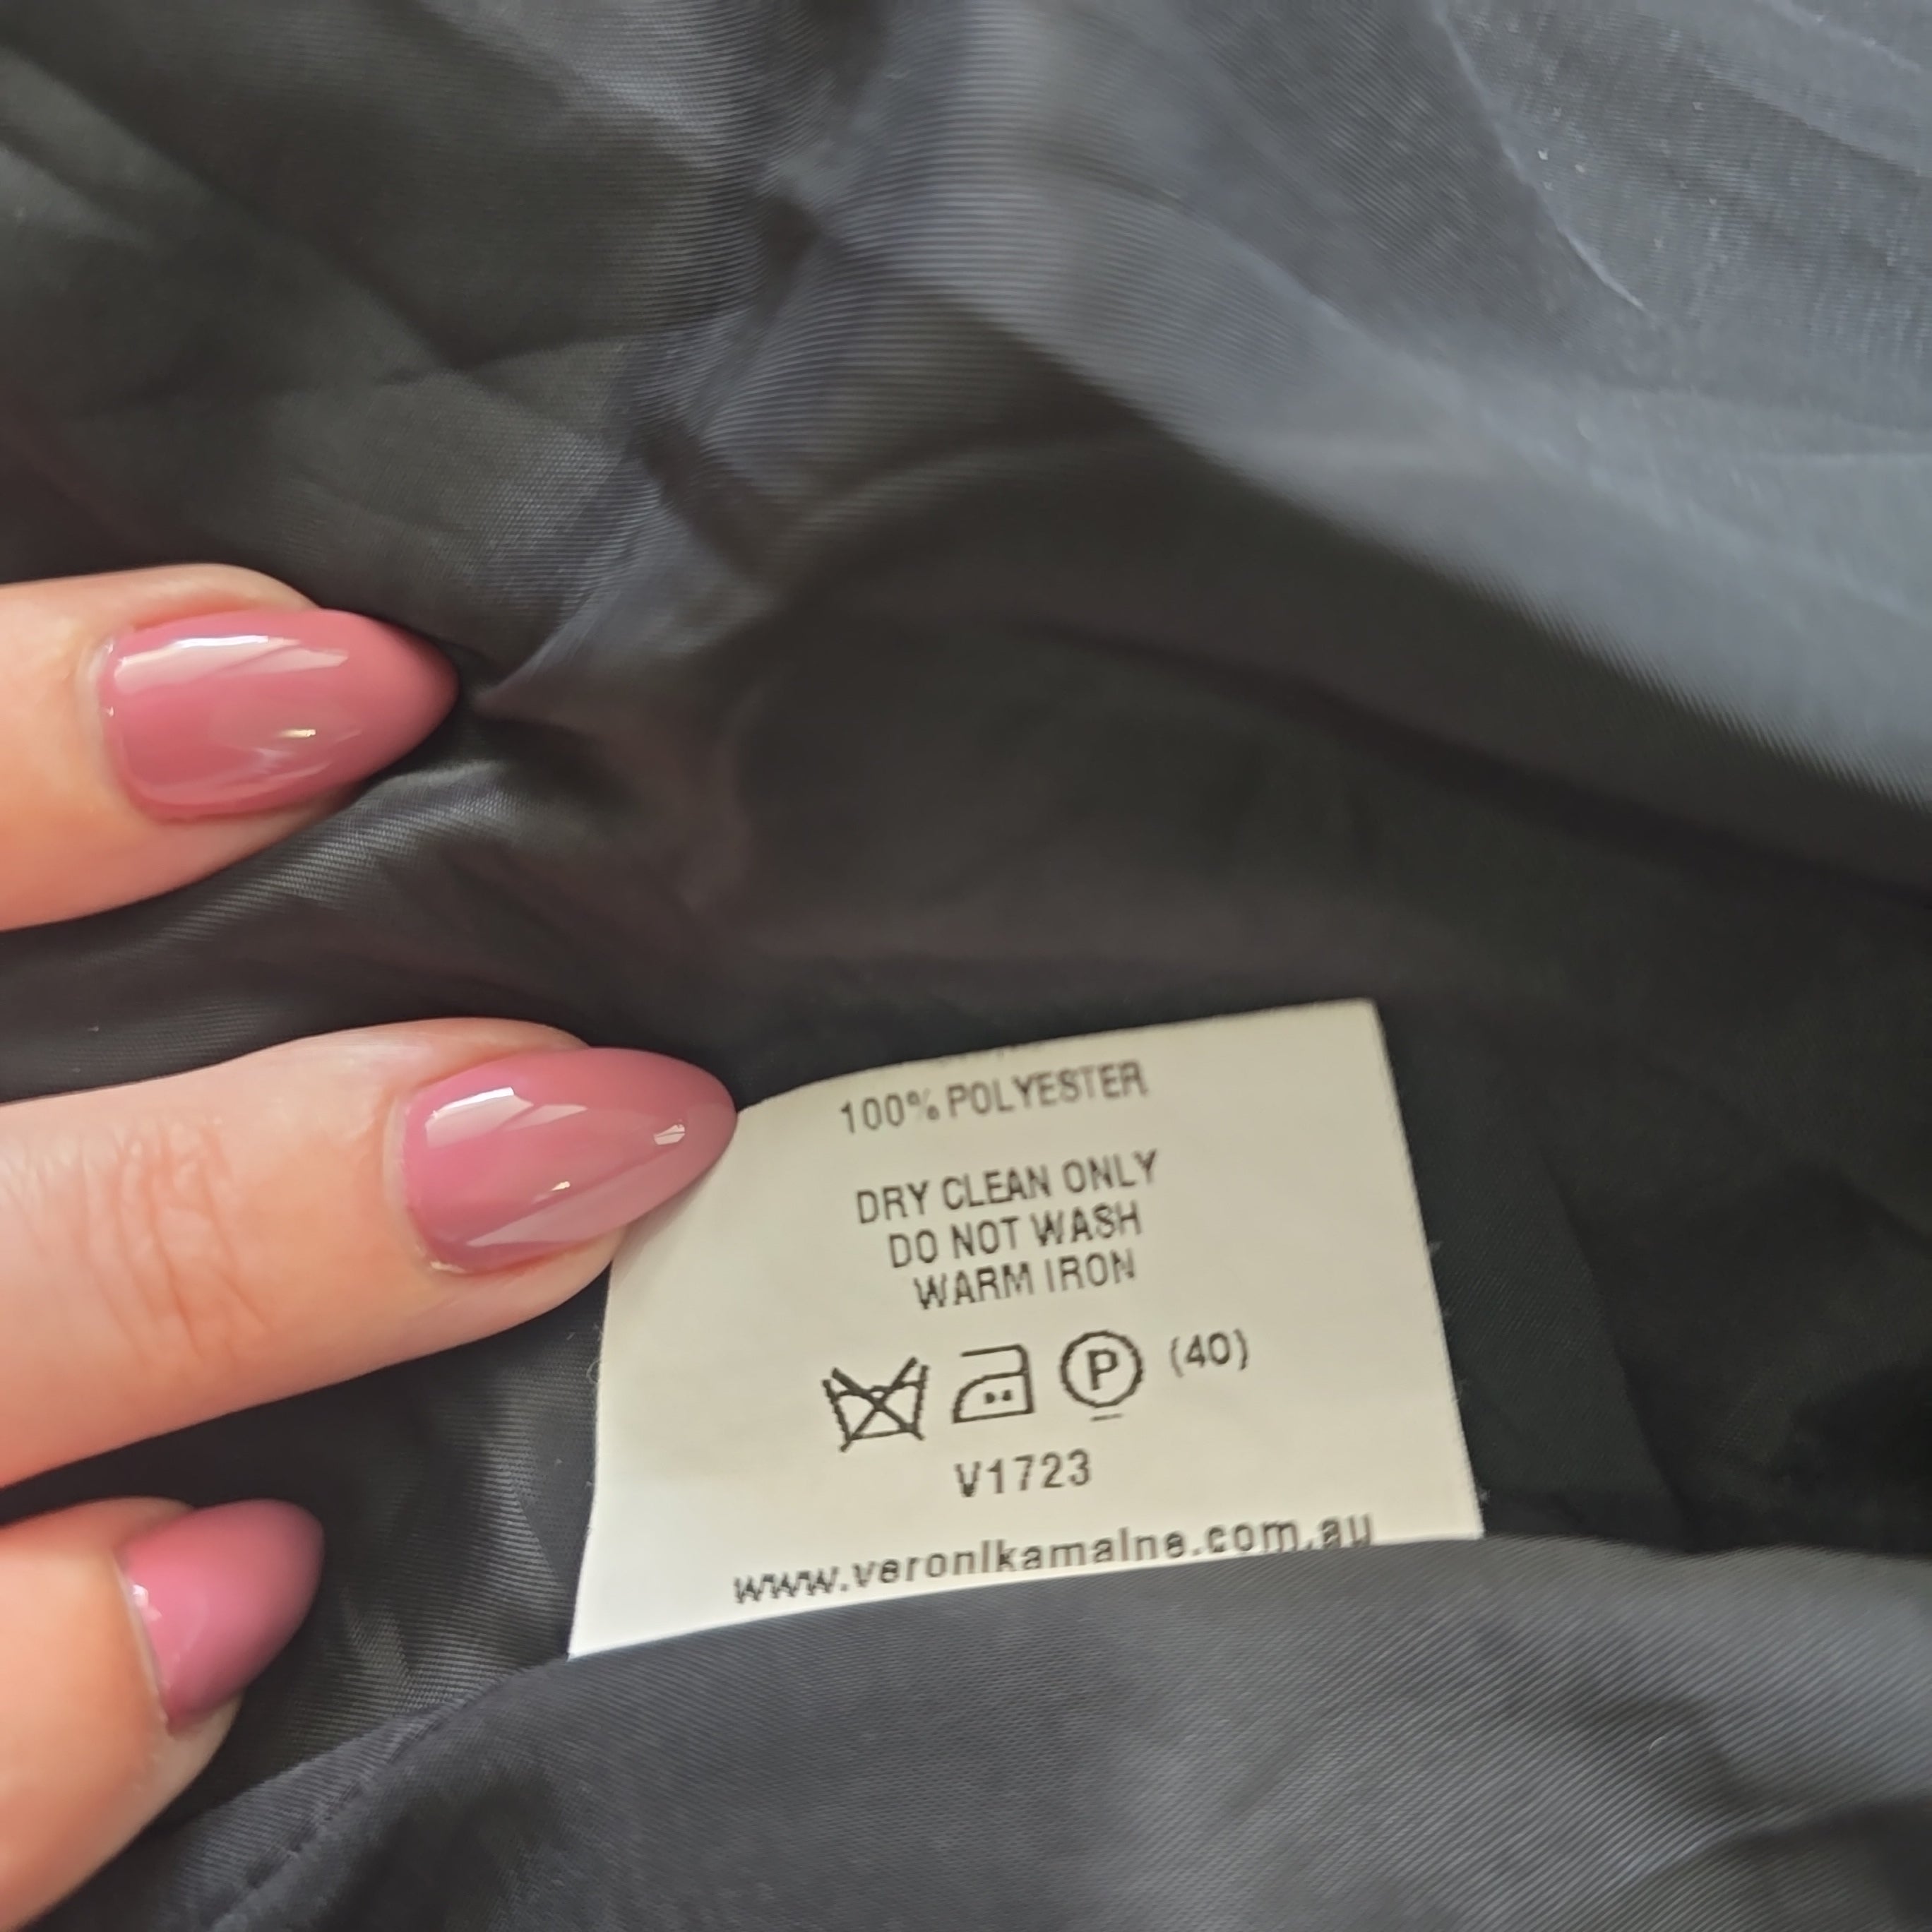 100% POLYESTER
DRY CLEAN ONLY
DO NOT WASH
WARM IRON
P (40)
V1723
www.veronikamaine.com.au